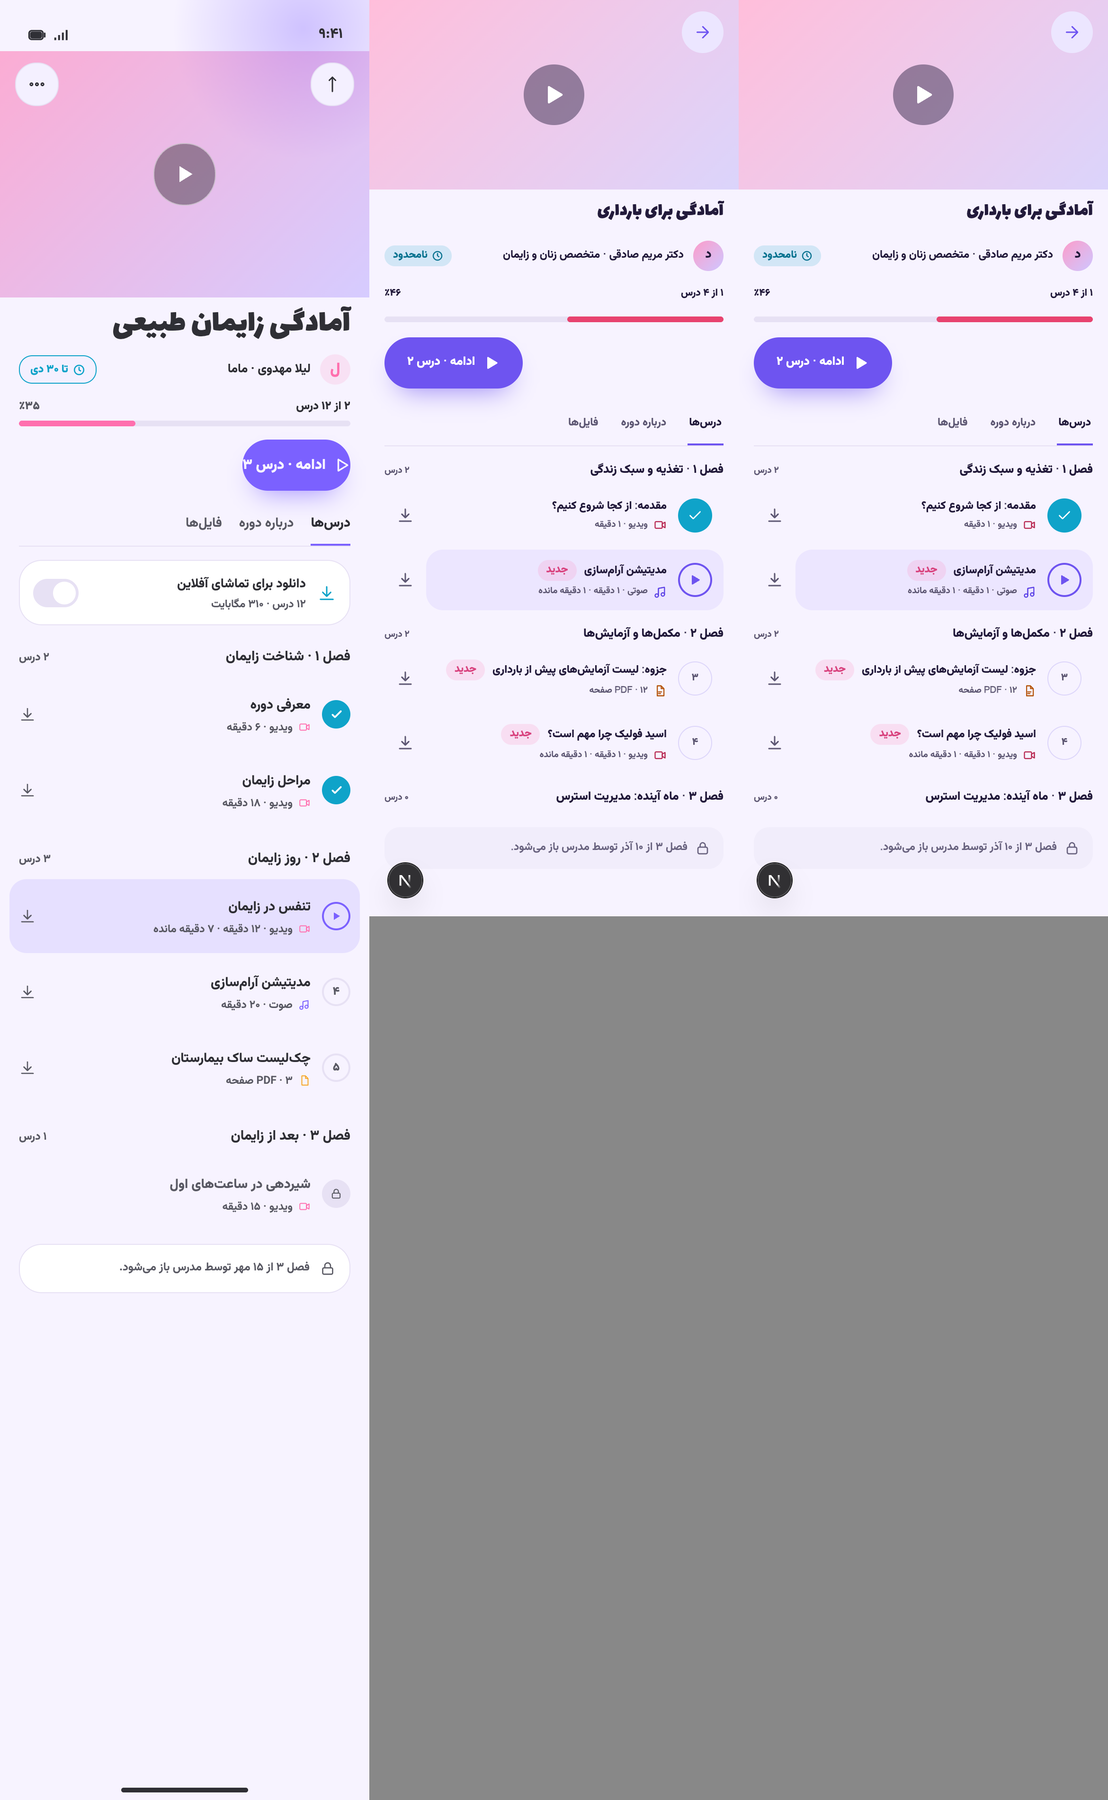 ۹:۴۱
آمادگی زایمان طبیعی
لیلا مهدوی · ماما
تا ۳۰ دی
۲ از ۱۲ درس
٪۳۵
ادامه · درس ۳
درس‌ها
درباره دوره
فایل‌ها
دانلود برای تماشای آفلاین
۱۲ درس · ۳۱۰ مگابایت
فصل ۱ · شناخت زایمان
۲ درس
معرفی دوره
ویدیو · ۶ دقیقه
مراحل زایمان
ویدیو · ۱۸ دقیقه
فصل ۲ · روز زایمان
۳ درس
تنفس در زایمان
ویدیو · ۱۲ دقیقه · ۷ دقیقه مانده
۴
مدیتیشن آرام‌سازی
صوت · ۲۰ دقیقه
۵
چک‌لیست ساک بیمارستان
PDF · ۳ صفحه
فصل ۳ · بعد از زایمان
۱ درس
شیردهی در ساعت‌های اول
ویدیو · ۱۵ دقیقه
فصل ۳ از ۱۵ مهر توسط مدرس باز می‌شود.
آمادگی برای بارداری
د
دکتر مریم صادقی · متخصص زنان و زایمان
نامحدود
۱ از ۴ درس
٪۴۶
ادامه · درس ۲
درس‌ها
درباره دوره
فایل‌ها
فصل ۱ · تغذیه و سبک زندگی
۲ درس
مقدمه: از کجا شروع کنیم؟
ویدیو · ۱ دقیقه
مدیتیشن آرام‌سازی
جدید
صوتی · ۱ دقیقه · ۱ دقیقه مانده
فصل ۲ · مکمل‌ها و آزمایش‌ها
۲ درس
۳
جزوه: لیست آزمایش‌های پیش از بارداری
جدید
PDF · ۱۲ صفحه
۴
اسید فولیک چرا مهم است؟
جدید
ویدیو · ۱ دقیقه · ۱ دقیقه مانده
فصل ۳ · ماه آینده: مدیریت استرس
۰ درس
فصل ۳ از ۱۰ آذر توسط مدرس باز می‌شود.
N
آمادگی برای بارداری
د
دکتر مریم صادقی · متخصص زنان و زایمان
نامحدود
۱ از ۴ درس
٪۴۶
ادامه · درس ۲
درس‌ها
درباره دوره
فایل‌ها
فصل ۱ · تغذیه و سبک زندگی
۲ درس
مقدمه: از کجا شروع کنیم؟
ویدیو · ۱ دقیقه
مدیتیشن آرام‌سازی
جدید
صوتی · ۱ دقیقه · ۱ دقیقه مانده
فصل ۲ · مکمل‌ها و آزمایش‌ها
۲ درس
۳
جزوه: لیست آزمایش‌های پیش از بارداری
جدید
PDF · ۱۲ صفحه
۴
اسید فولیک چرا مهم است؟
جدید
ویدیو · ۱ دقیقه · ۱ دقیقه مانده
فصل ۳ · ماه آینده: مدیریت استرس
۰ درس
فصل ۳ از ۱۰ آذر توسط مدرس باز می‌شود.
N